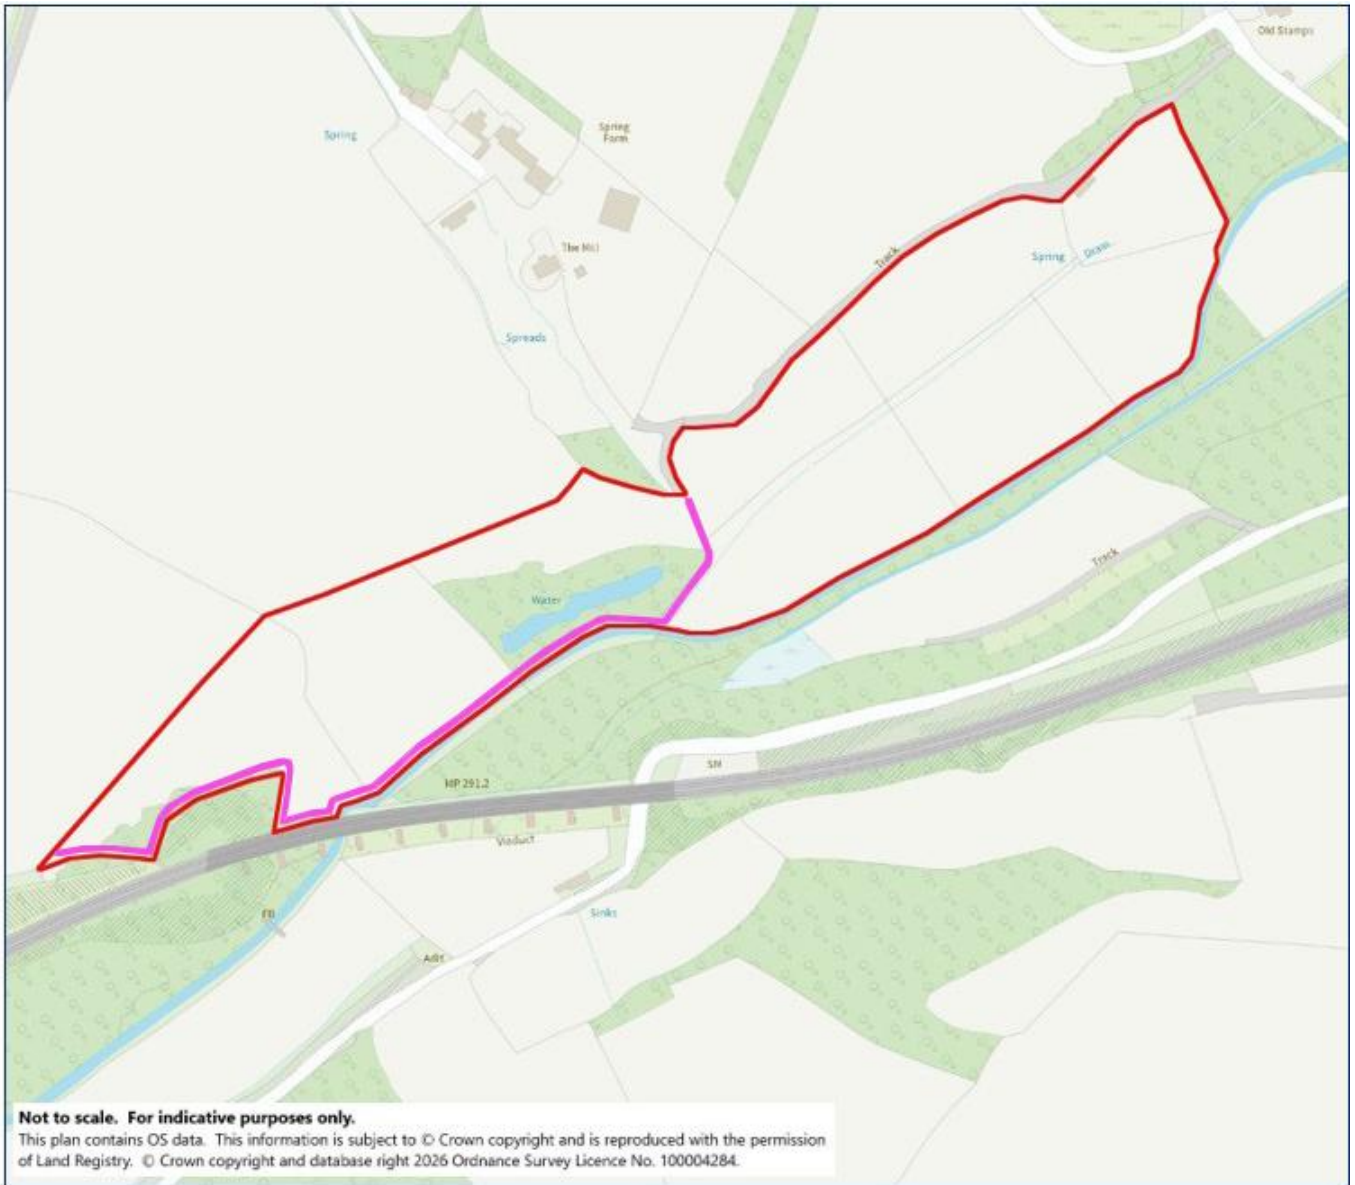 Old Stamps
Spring
Spring
Farm
The Mill
Track
Spring
Drain
Spreads
Track
Water
SM
MP 291.2
Viaduct
FB
Sinks
Adit
Not to scale. For indicative purposes only.
This plan contains OS data. This information is subject to © Crown copyright and is reproduced with the permission
of Land Registry. © Crown copyright and database right 2026 Ordnance Survey Licence No. 100004284.